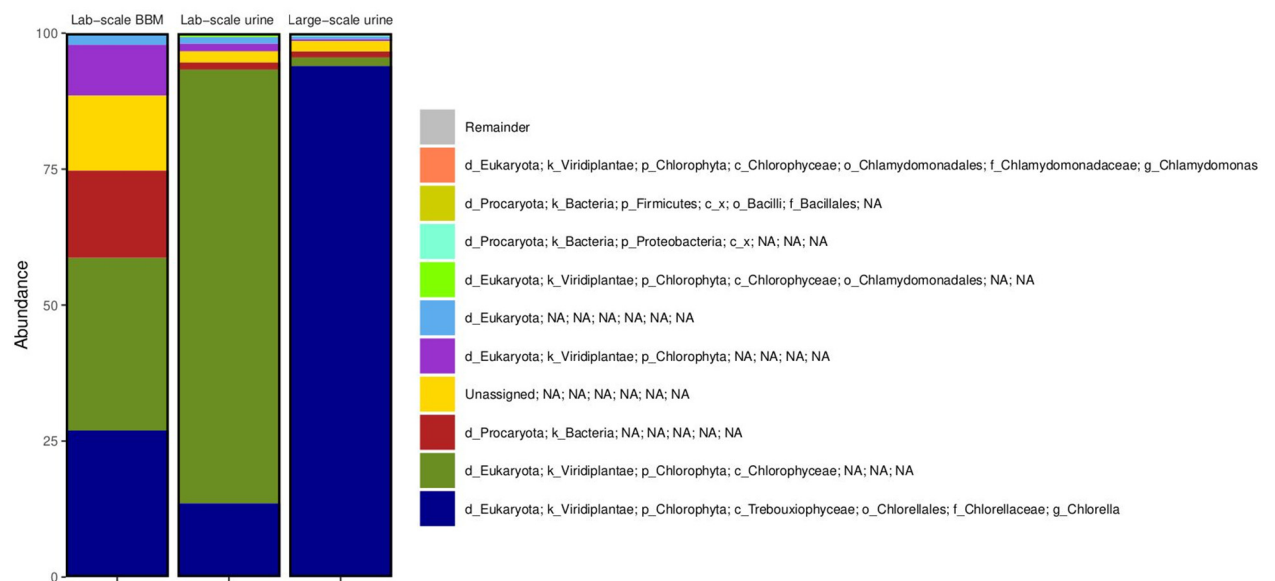 Lab−scale BBM
Lab−scale urine
Large−scale urine
Abundance
100
75
50
25
0
Remainder
d_Eukaryota; k_Viridiplantae; p_Chlorophyta; c_Chlorophyceae; o_Chlamydomonadales; f_Chlamydomonadaceae; g_Chlamydomonas
d_Procaryota; k_Bacteria; p_Firmicutes; c_x; o_Bacilli; f_Bacillales; NA
d_Procaryota; k_Bacteria; p_Proteobacteria; c_x; NA; NA; NA
d_Eukaryota; k_Viridiplantae; p_Chlorophyta; c_Chlorophyceae; o_Chlamydomonadales; NA; NA
d_Eukaryota; NA; NA; NA; NA; NA; NA
d_Eukaryota; k_Viridiplantae; p_Chlorophyta; NA; NA; NA; NA
Unassigned; NA; NA; NA; NA; NA; NA
d_Procaryota; k_Bacteria; NA; NA; NA; NA; NA
d_Eukaryota; k_Viridiplantae; p_Chlorophyta; c_Chlorophyceae; NA; NA; NA
d_Eukaryota; k_Viridiplantae; p_Chlorophyta; c_Trebouxiophyceae; o_Chlorellales; f_Chlorellaceae; g_Chlorella